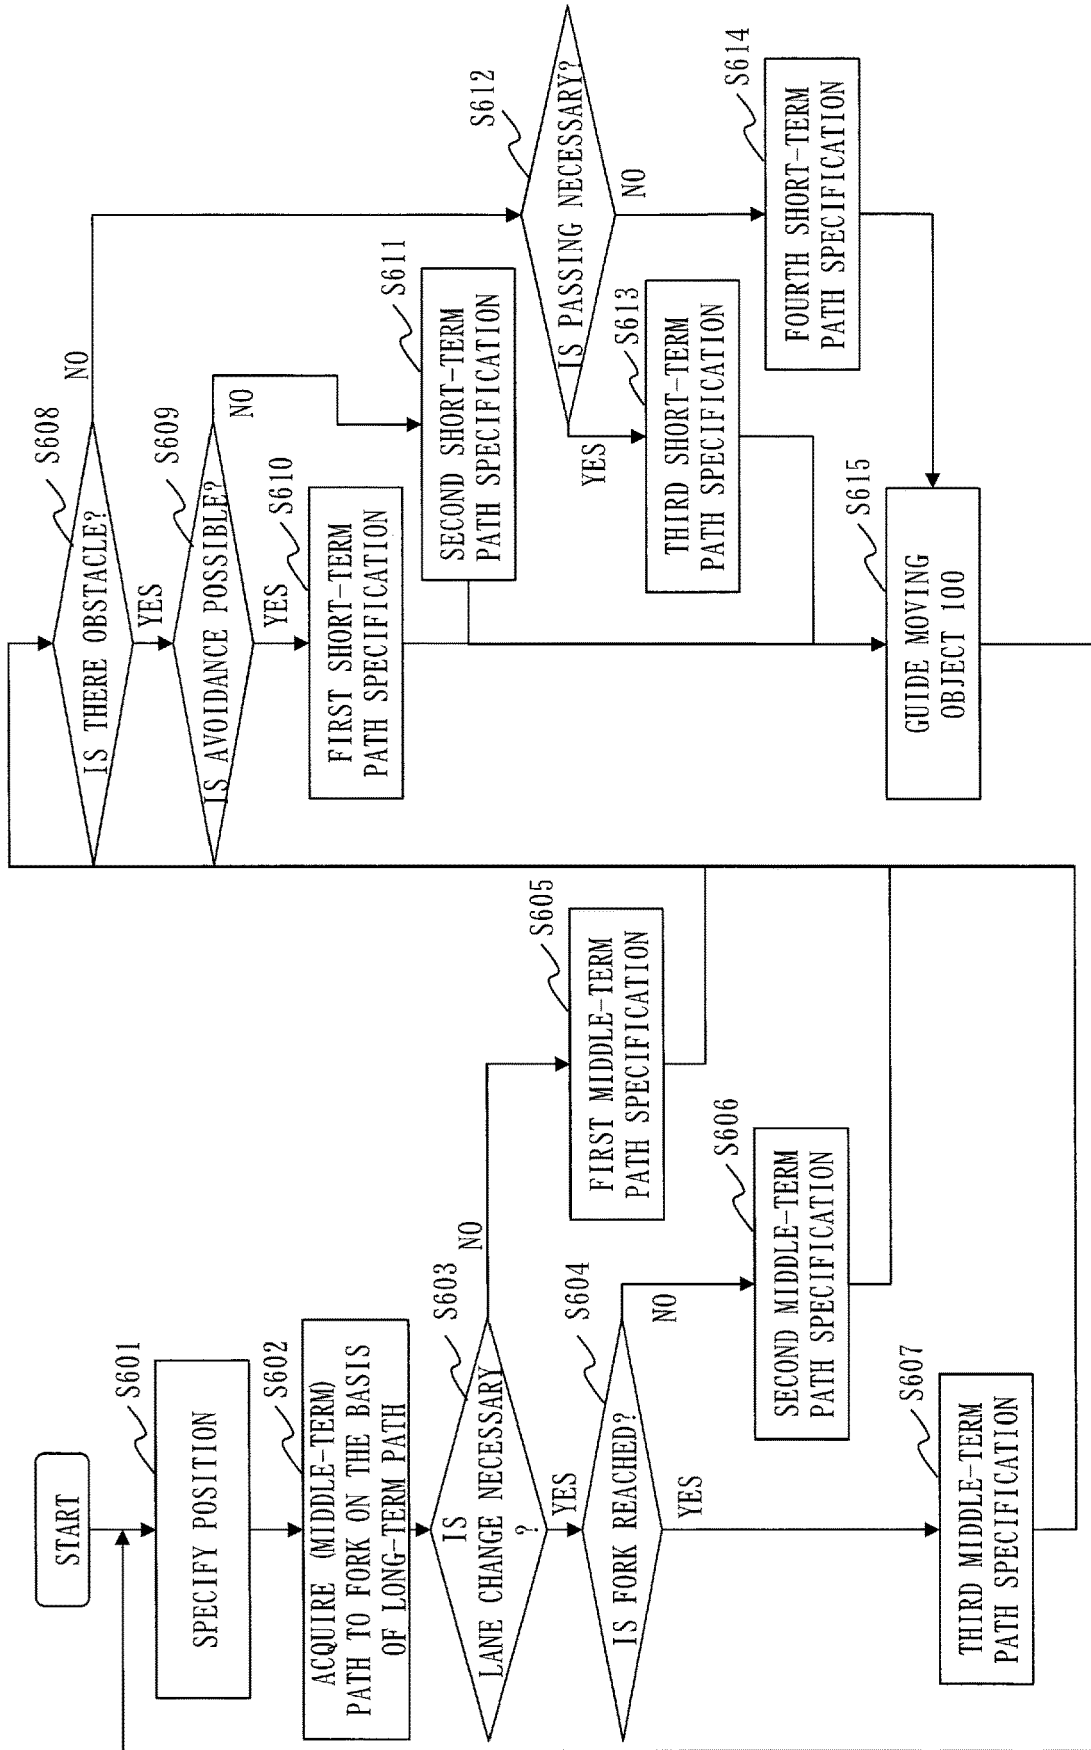 START
S601
SPECIFY POSITION
S602
ACQUIRE (MIDDLE-TERM)
PATH TO FORK ON THE BASIS
OF LONG-TERM PATH
S603
IS
LANE CHANGE NECESSARY
?
NO
YES
S604
IS FORK REACHED?
NO
YES
S605
FIRST MIDDLE-TERM
PATH SPECIFICATION
S606
SECOND MIDDLE-TERM
PATH SPECIFICATION
S607
THIRD MIDDLE-TERM
PATH SPECIFICATION
S608
IS THERE OBSTACLE?
NO
YES
S609
IS AVOIDANCE POSSIBLE?
NO
YES
S610
FIRST SHORT-TERM
PATH SPECIFICATION
S611
SECOND SHORT-TERM
PATH SPECIFICATION
S612
IS PASSING NECESSARY?
YES
NO
S613
THIRD SHORT-TERM
PATH SPECIFICATION
S614
FOURTH SHORT-TERM
PATH SPECIFICATION
S615
GUIDE MOVING
OBJECT 100